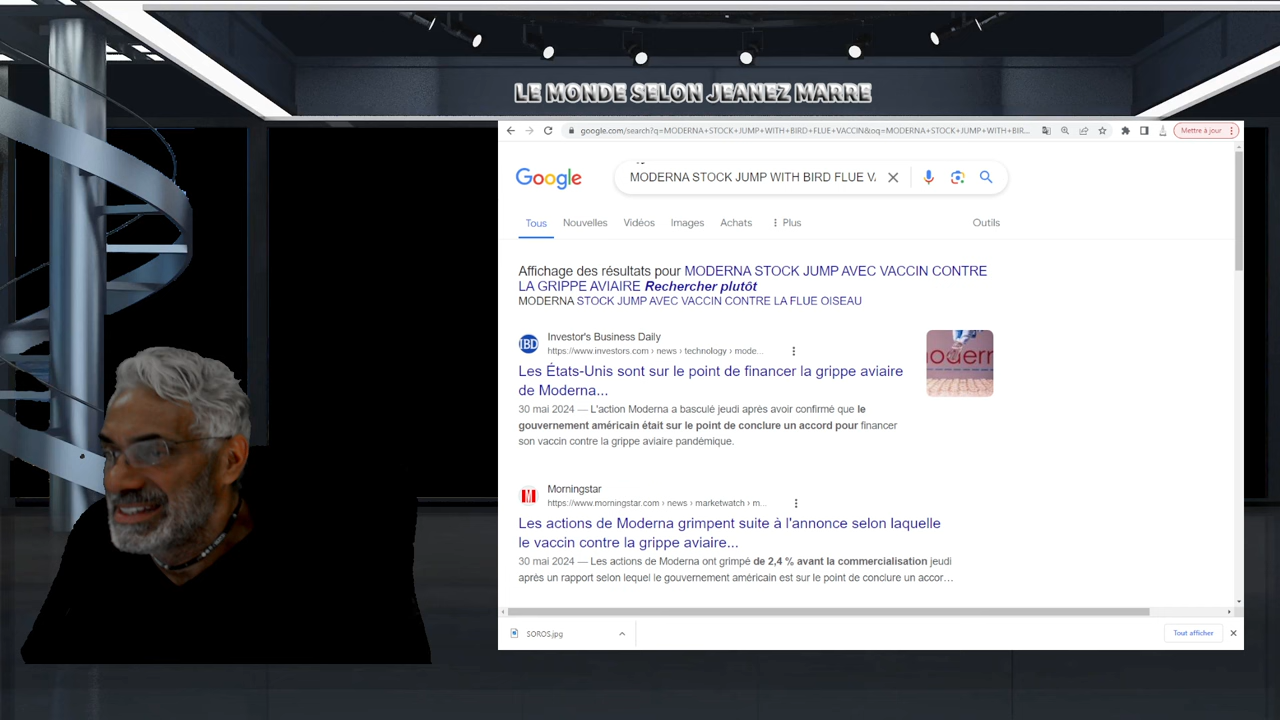 LE MONDE SELON JEANEZ MARRE
google.com/search?q=MODERNA+STOCK+JUMP+WITH+BIRD+FLUE+VACCIN&oq=MODERNA+STOCK+JUMP+WITH+BIR...
Mettre à jour
Google
MODERNA STOCK JUMP WITH BIRD FLUE V
Tous Nouvelles Vidéos Images Achats Plus Outils
Affichage des résultats pour MODERNA STOCK JUMP AVEC VACCIN CONTRE
LA GRIPPE AVIAIRE Rechercher plutôt
MODERNA STOCK JUMP AVEC VACCIN CONTRE LA FLUE OISEAU
IBD
Investor's Business Daily
https://www.investors.com › news › technology › mode...
Les États-Unis sont sur le point de financer la grippe aviaire
de Moderna...
30 mai 2024 — L'action Moderna a basculé jeudi après avoir confirmé que le
gouvernement américain était sur le point de conclure un accord pour financer
son vaccin contre la grippe aviaire pandémique.
oderr
Morningstar
https://www.morningstar.com › news › marketwatch › m...
Les actions de Moderna grimpent suite à l'annonce selon laquelle
le vaccin contre la grippe aviaire...
30 mai 2024 — Les actions de Moderna ont grimpé de 2,4 % avant la commercialisation jeudi
après un rapport selon lequel le gouvernement américain est sur le point de conclure un accor...
SOROS.jpg
Tout afficher